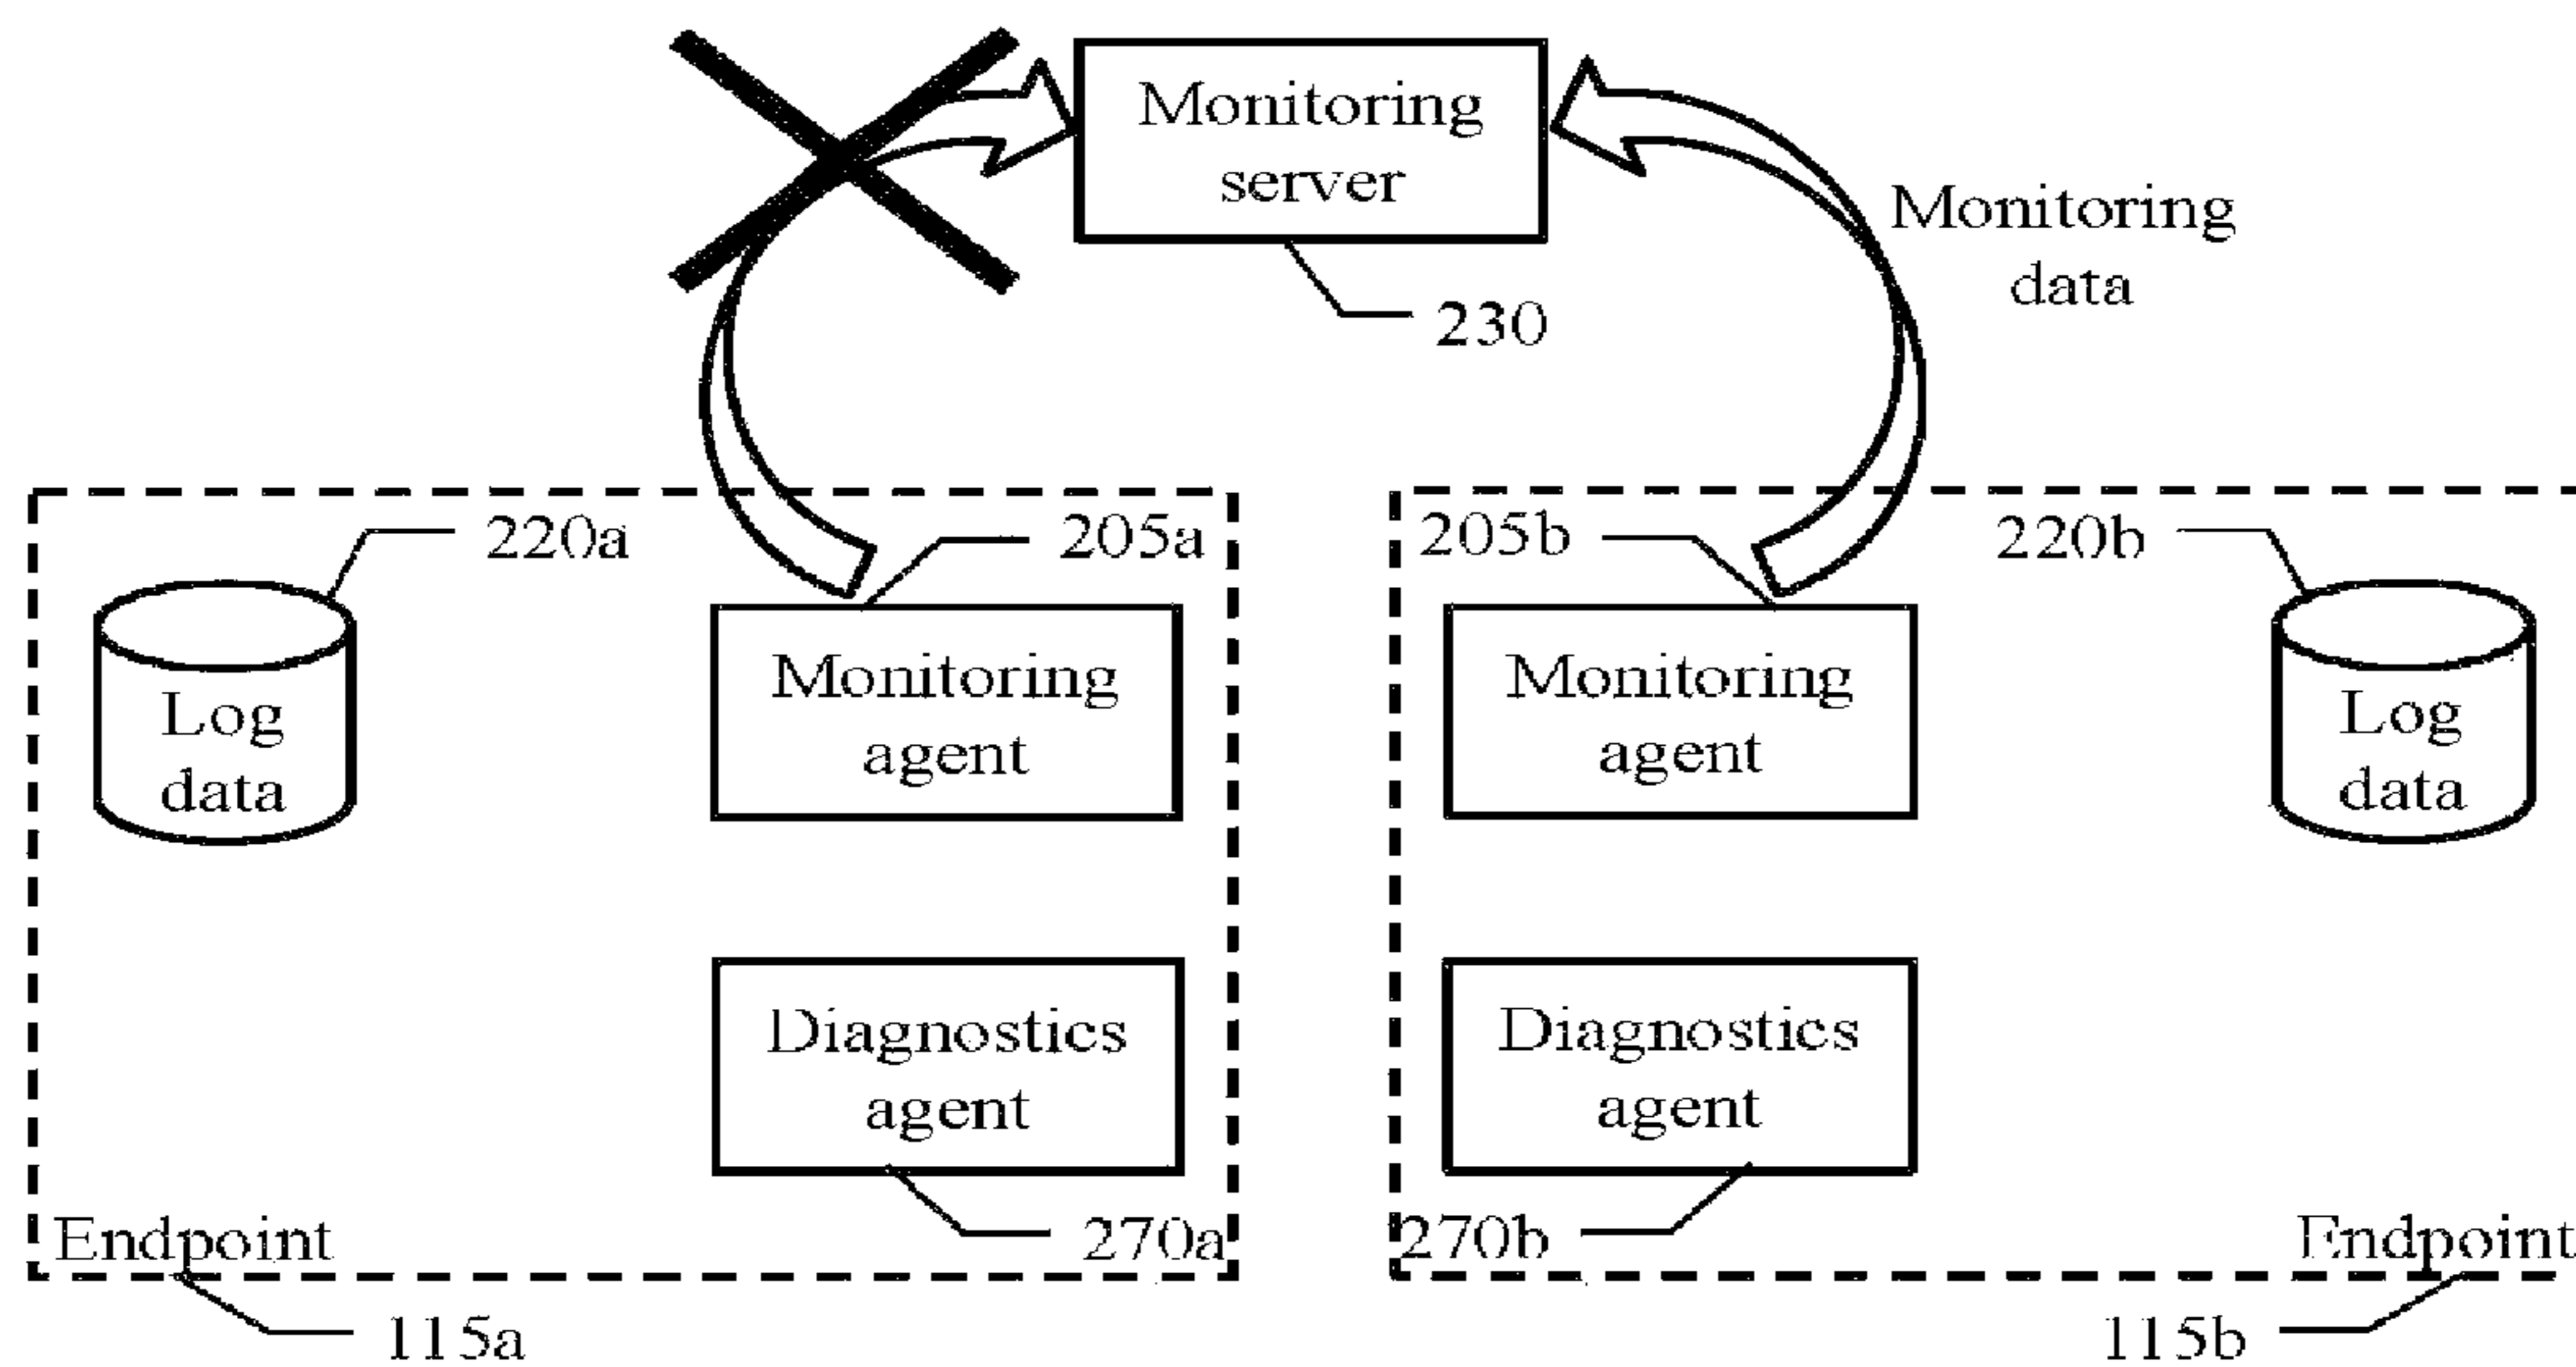 Monitoring
server
Monitoring
data
230
220a
205a
205b
220b
Log
data
Monitoring
agent
Monitoring
agent
Log
data
Diagnostics
agent
Diagnostics
agent
Endpoint
270a
270b
Endpoint
115a
115b